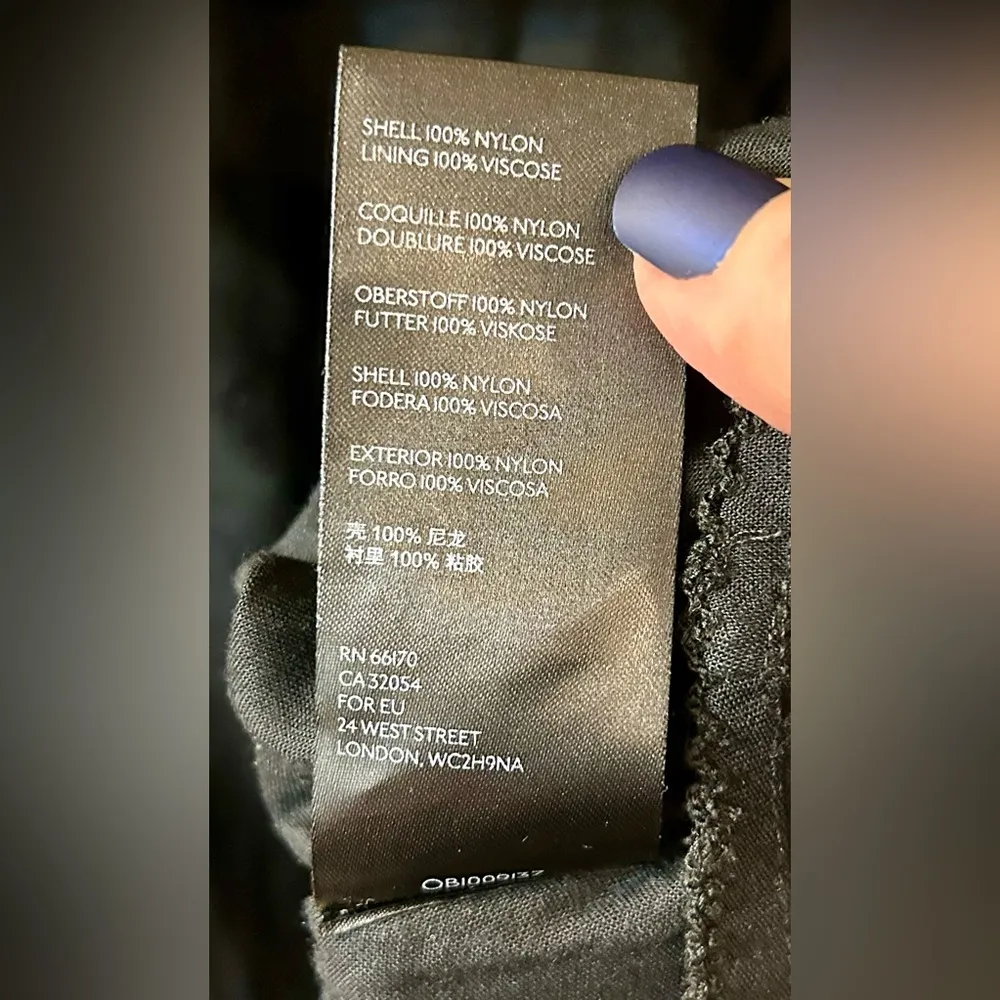 SHELL 100% NYLON
LINING 100% VISCOSE
COQUILLE 100% NYLON
DOUBLURE 100% VISCOSE
OBERSTOFF 100% NYLON
FUTTER 100% VISKOSE
SHELL 100% NYLON
FODERA 100% VISCOSA
EXTERIOR 100% NYLON
FORRO 100% VISCOSA
壳 100% 尼龙
衬里 100% 粘胶
RN 66170
CA 32054
FOR EU
24 WEST STREET
LONDON, WC2H9NA